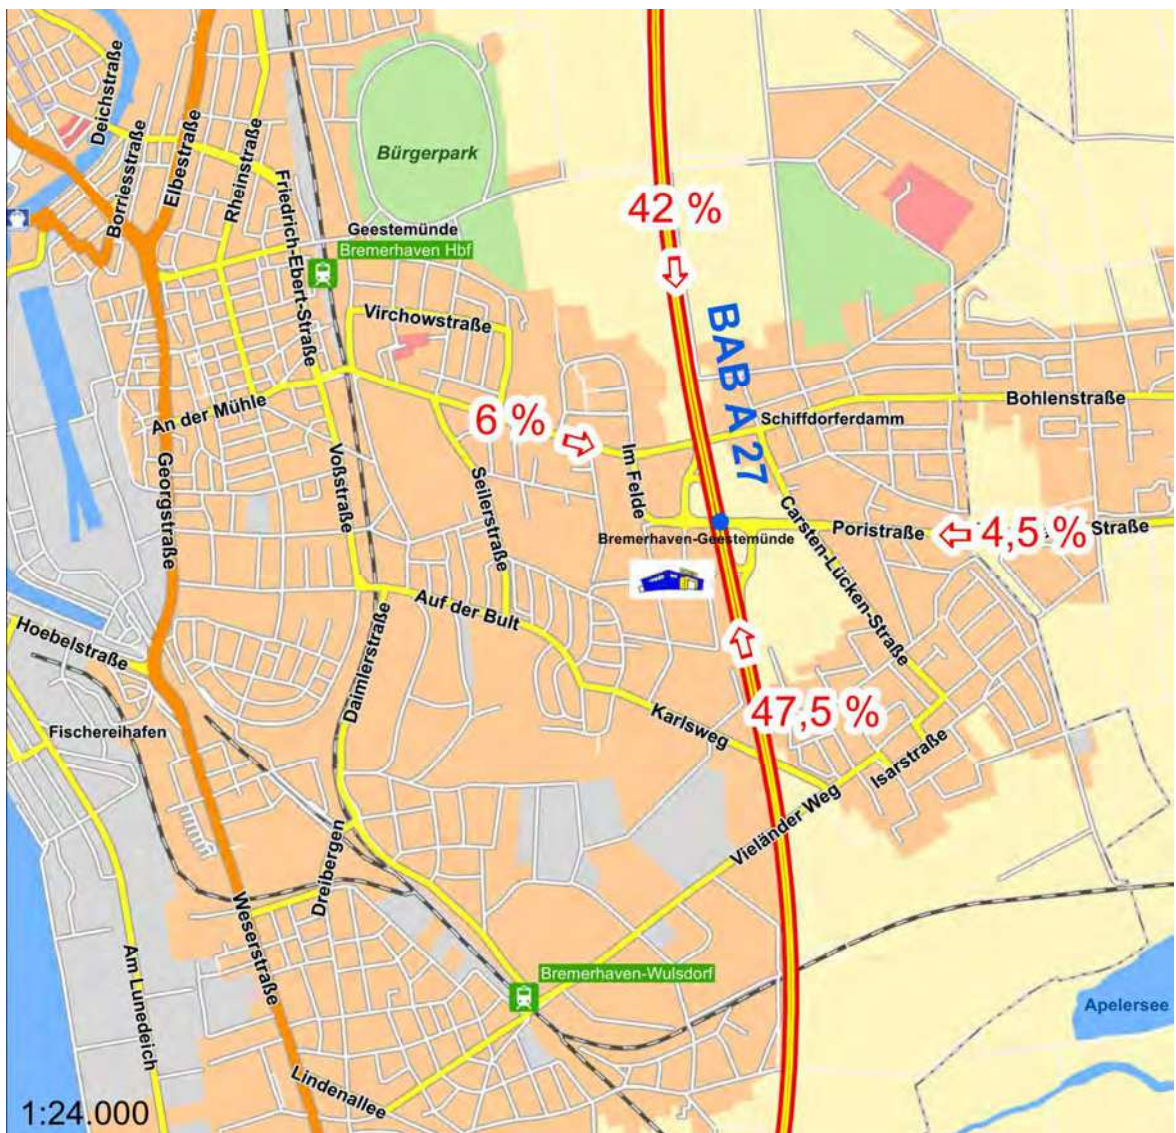 Deichstraße
Borriesstraße
Elbestraße
Rheinstraße
Friedrich-Ebert-Straße
Bürgerpark
Geestemünde
Bremerhaven Hbf
42 %
BAB A 27
Virchowstraße
An der Mühle
6 %
Schiffdorferdamm
Bohlenstraße
Georgstraße
Voßstraße
Seilerstraße
Im Felde
Carsten-Lücken-Straße
Poristraße
4,5 %
Straße
Bremerhaven-Geestemünde
Auf der Bult
Hoebelstraße
Daimlerstraße
Fischereihafen
Karlsweg
47,5 %
Isarstraße
Vieländer Weg
Dreibergen
Weserstraße
Am Lunedeich
Bremerhaven-Wulsdorf
Apelersee
Lindenallee
1:24.000